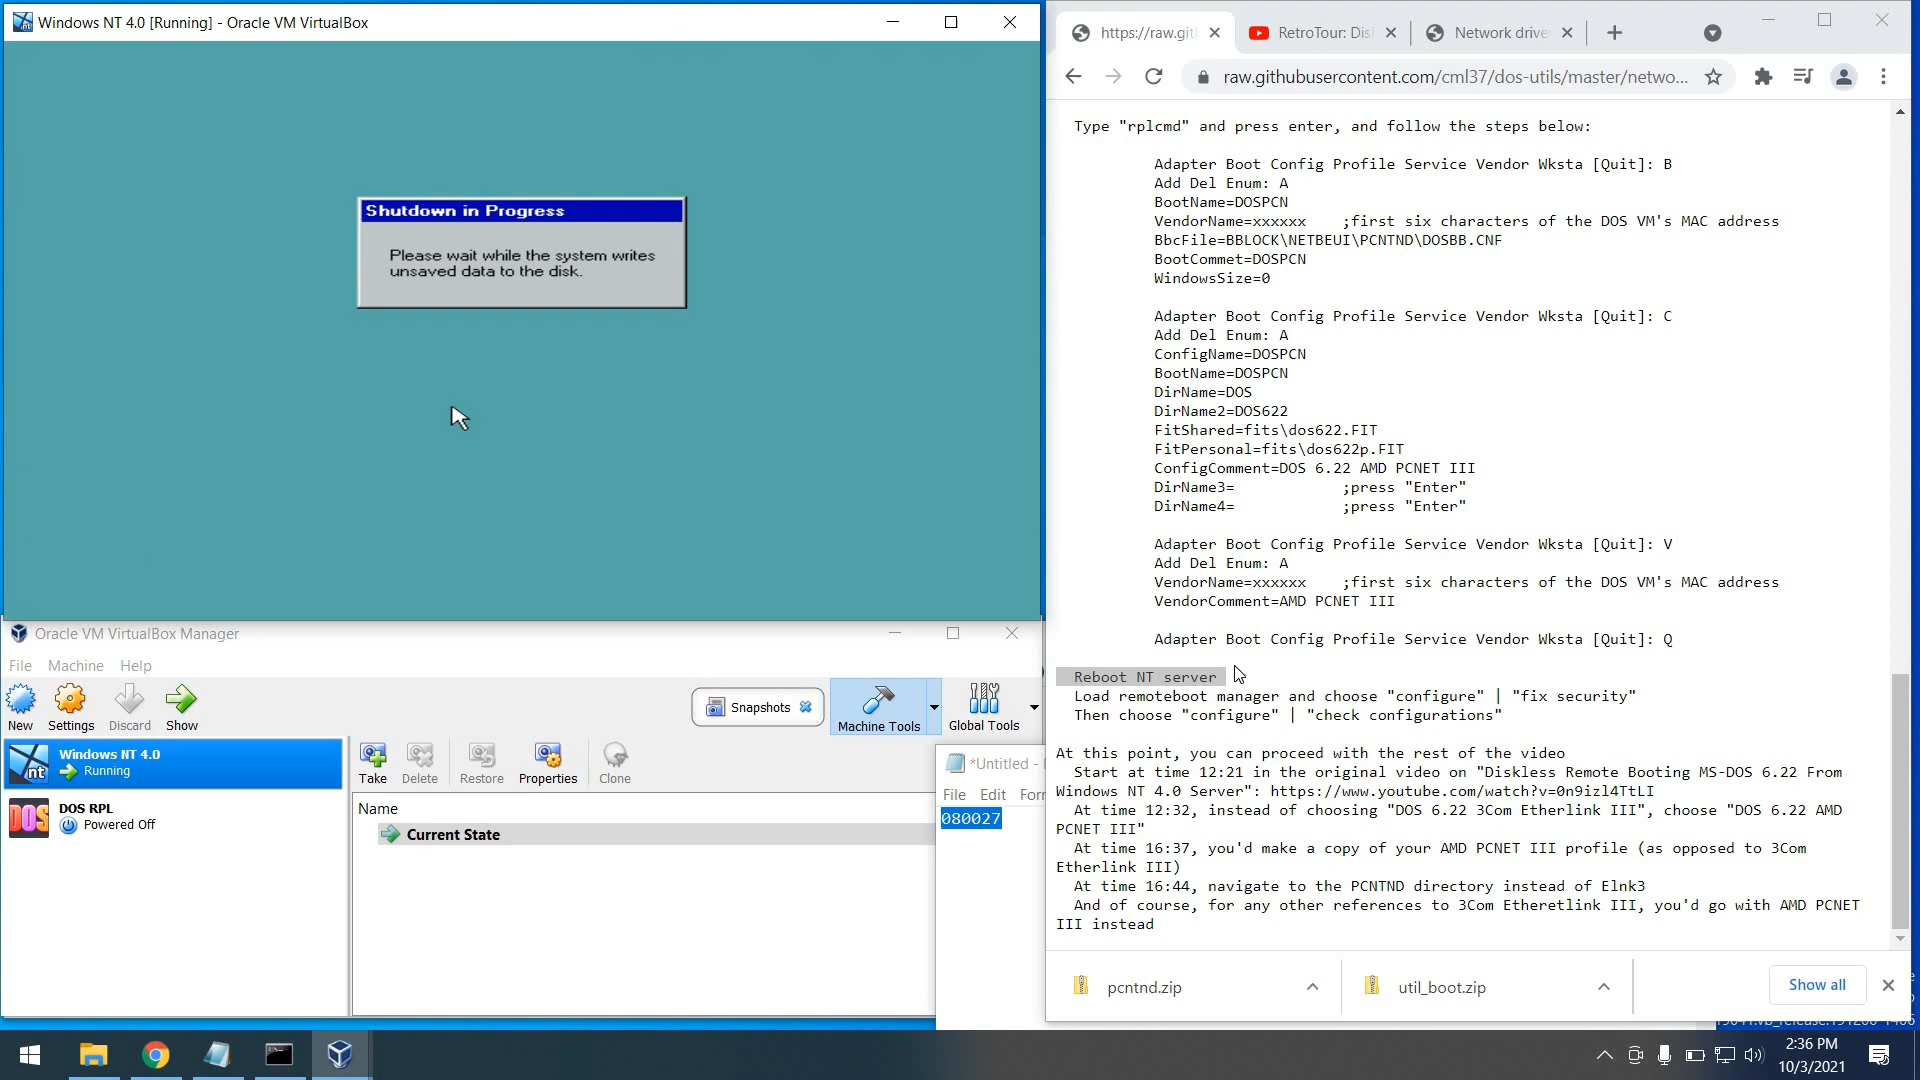 Windows NT 4.0 [Running] - Oracle VM VirtualBox
Shutdown in Progress
Please wait while the system writes
unsaved data to the disk.
Oracle VM VirtualBox Manager
File Machine Help
New Settings Discard Show
Snapshots
Machine Tools
Global Tools
nt
Windows NT 4.0
Running
DOS
DOS RPL
Powered Off
Take Delete Restore Properties Clone
Name
Current State
*Untitled -
File Edit
080027
https://raw.git
RetroTour: Dis
Network drive
raw.githubusercontent.com/cml37/dos-utils/master/netwo...
Type "rplcmd" and press enter, and follow the steps below:
Adapter Boot Config Profile Service Vendor Wksta [Quit]: B
Add Del Enum: A
BootName=DOSPCN
VendorName=xxxxxx ;first six characters of the DOS VM's MAC address
BbcFile=BBLOCK\NETBEUI\PCNTND\DOSBB.CNF
BootCommet=DOSPCN
WindowsSize=0
Adapter Boot Config Profile Service Vendor Wksta [Quit]: C
Add Del Enum: A
ConfigName=DOSPCN
BootName=DOSPCN
DirName=DOS
DirName2=DOS622
FitShared=fits\dos622.FIT
FitPersonal=fits\dos622p.FIT
ConfigComment=DOS 6.22 AMD PCNET III
DirName3= ;press "Enter"
DirName4= ;press "Enter"
Adapter Boot Config Profile Service Vendor Wksta [Quit]: V
Add Del Enum: A
VendorName=xxxxxx ;first six characters of the DOS VM's MAC address
VendorComment=AMD PCNET III
Adapter Boot Config Profile Service Vendor Wksta [Quit]: Q
Reboot NT server
Load remoteboot manager and choose "configure" | "fix security"
Then choose "configure" | "check configurations"
At this point, you can proceed with the rest of the video
Start at time 12:21 in the original video on "Diskless Remote Booting MS-DOS 6.22 From
Windows NT 4.0 Server": https://www.youtube.com/watch?v=0n9izl4TtLI
At time 12:32, instead of choosing "DOS 6.22 3Com Etherlink III", choose "DOS 6.22 AMD
PCNET III"
At time 16:37, you'd make a copy of your AMD PCNET III profile (as opposed to 3Com
Etherlink III)
At time 16:44, navigate to the PCNTND directory instead of Elnk3
And of course, for any other references to 3Com Etheretlink III, you'd go with AMD PCNET
III instead
pcntnd.zip
util_boot.zip
Show all
2:36 PM
10/3/2021